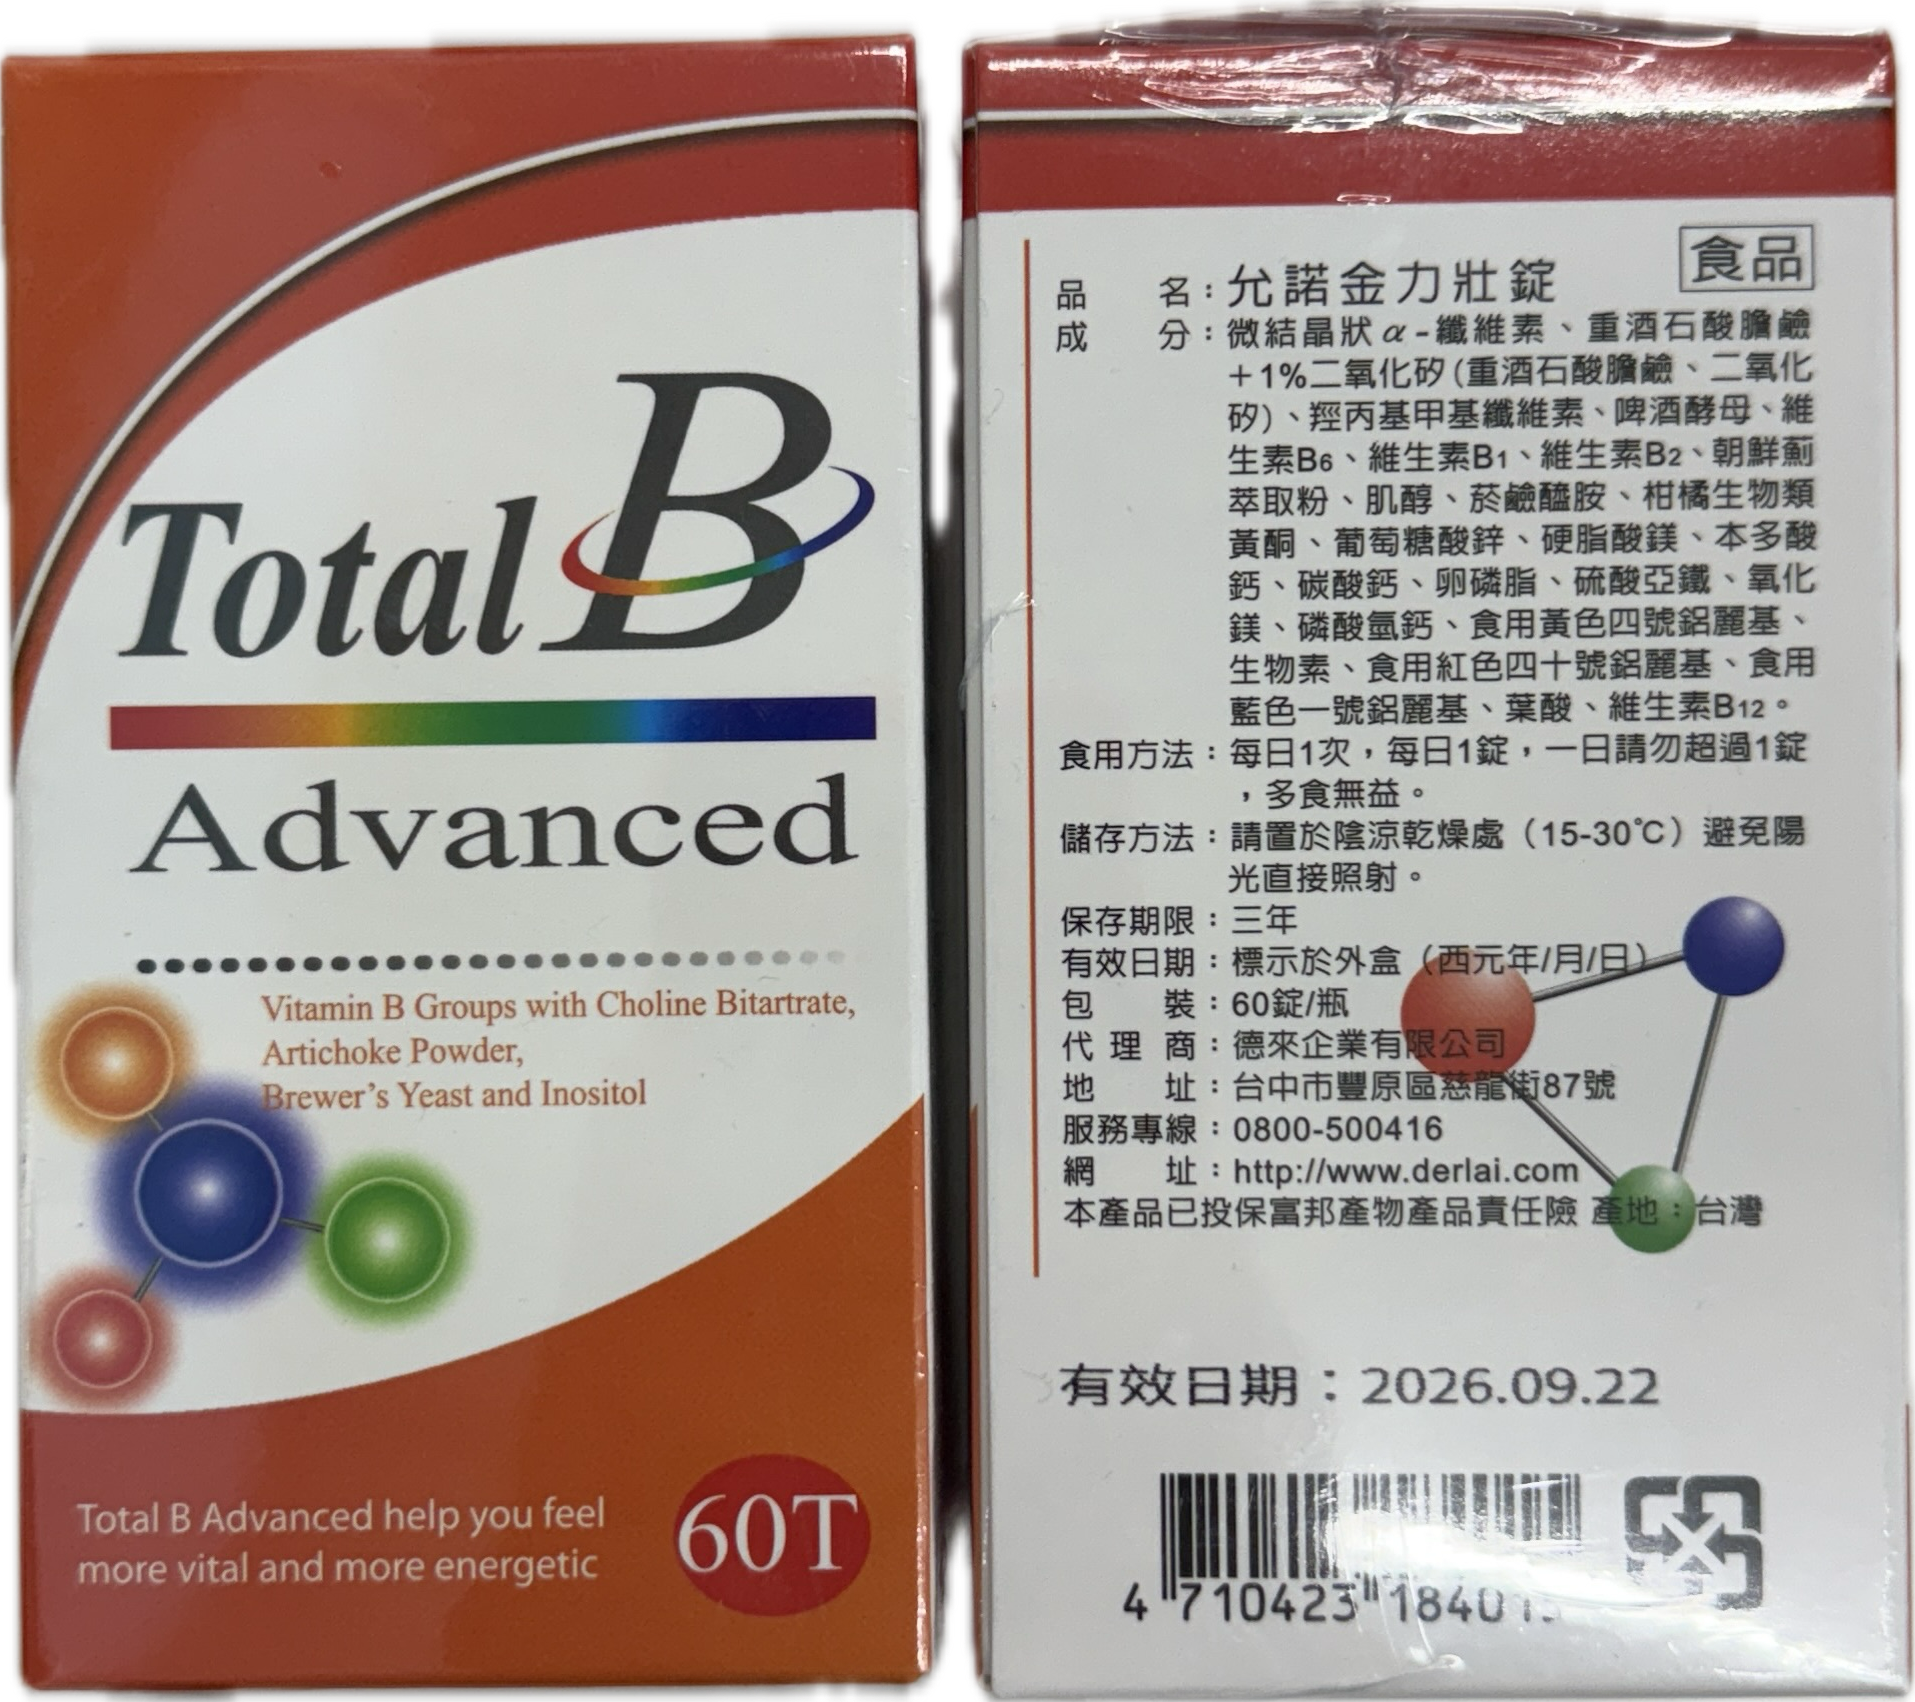 Total B
Advanced
Vitamin B Groups with Choline Bitartrate,
Artichoke Powder,
Brewer's Yeast and Inositol
Total B Advanced help you feel
more vital and more energetic
60T
食品
品名：允諾金力壯錠
成分：微結晶狀α-纖維素、重酒石酸膽鹼
＋1%二氧化矽(重酒石酸膽鹼、二氧化
矽)、羥丙基甲基纖維素、啤酒酵母、維
生素B6、維生素B1、維生素B2、朝鮮薊
萃取粉、肌醇、菸鹼醯胺、柑橘生物類
黃酮、葡萄糖酸鋅、硬脂酸鎂、本多酸
鈣、碳酸鈣、卵磷脂、硫酸亞鐵、氧化
鎂、磷酸氫鈣、食用黃色四號鋁麗基、
生物素、食用紅色四十號鋁麗基、食用
藍色一號鋁麗基、葉酸、維生素B12。
食用方法：每日1次，每日1錠，一日請勿超過1錠
，多食無益。
儲存方法：請置於陰涼乾燥處（15-30℃）避免陽
光直接照射。
保存期限：三年
有效日期：標示於外盒（西元年/月/日）
包裝：60錠/瓶
代理商：德來企業有限公司
地址：台中市豐原區慈龍街87號
服務專線：0800-500416
網址：http://www.derlai.com
本產品已投保富邦產物產品責任險 產地：台灣
有效日期：2026.09.22
4 710423 18401